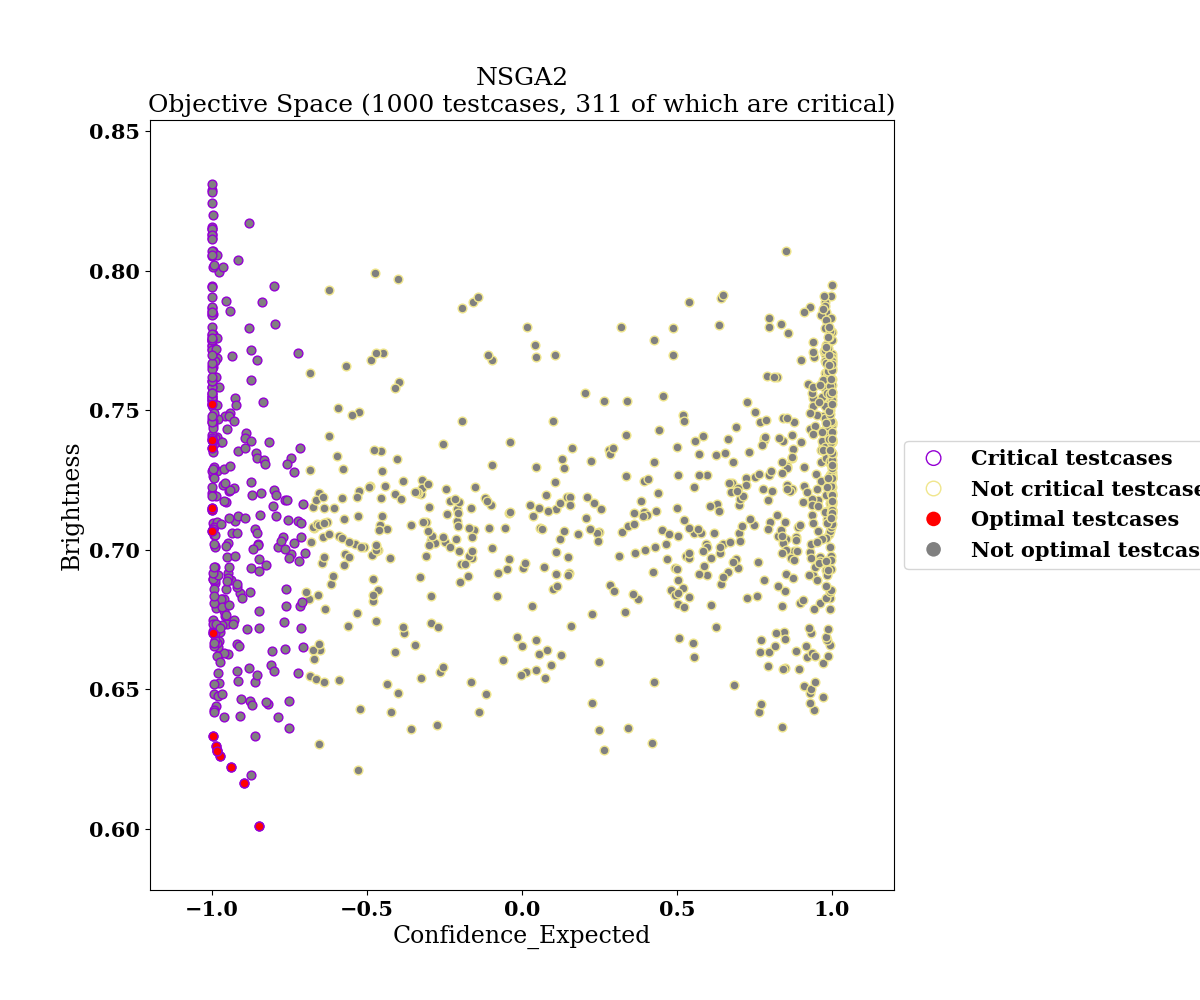 NSGA2
Objective Space (1000 testcases, 311 of which are critical)
0.85
0.80
0.75
0.70
0.65
0.60
Brightness
−1.0
−0.5
0.0
0.5
1.0
Confidence_Expected
Critical testcases
Not critical testcase
Optimal testcases
Not optimal testcas